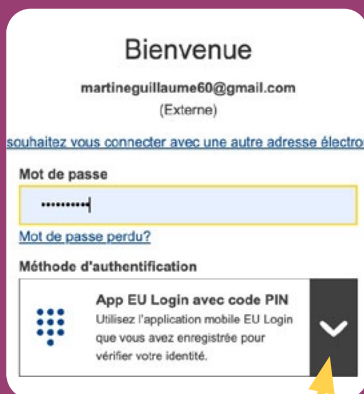 Bienvenue
martineguillaume60@gmail.com
(Externe)
souhaitez vous connecter avec une autre adresse électro
Mot de passe
Mot de passe perdu?
Méthode d'authentification
App EU Login avec code PIN
Utilisez l'application mobile EU Login
que vous avez enregistrée pour
vérifier votre identité.